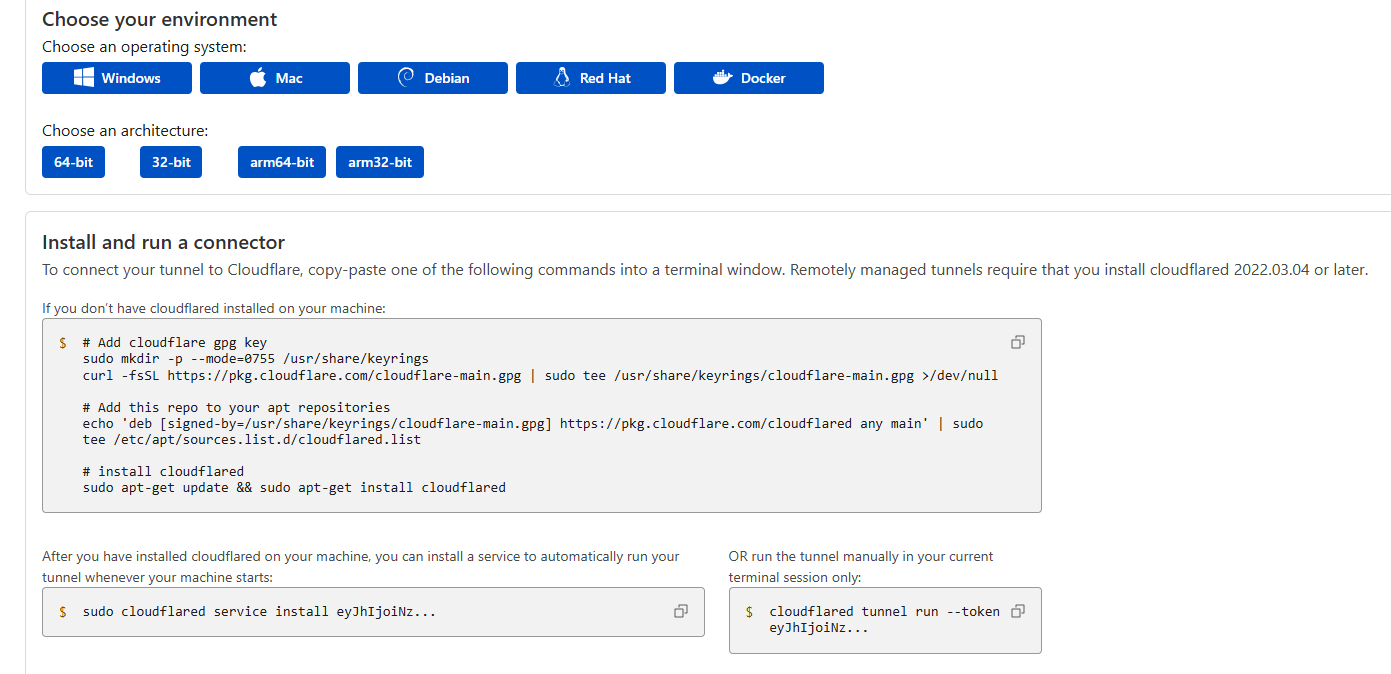 Choose your environment
Choose an operating system:
Windows
Mac
Debian
Red Hat
Docker
Choose an architecture:
64-bit
32-bit
arm64-bit
arm32-bit
Install and run a connector
To connect your tunnel to Cloudflare, copy-paste one of the following commands into a terminal window. Remotely managed tunnels require that you install cloudflared 2022.03.04 or later.
If you don't have cloudflared installed on your machine:
$ # Add cloudflare gpg key
sudo mkdir -p --mode=0755 /usr/share/keyrings
curl -fsSL https://pkg.cloudflare.com/cloudflare-main.gpg | sudo tee /usr/share/keyrings/cloudflare-main.gpg >/dev/null
# Add this repo to your apt repositories
echo 'deb [signed-by=/usr/share/keyrings/cloudflare-main.gpg] https://pkg.cloudflare.com/cloudflared any main' | sudo
tee /etc/apt/sources.list.d/cloudflared.list
# install cloudflared
sudo apt-get update && sudo apt-get install cloudflared
After you have installed cloudflared on your machine, you can install a service to automatically run your
tunnel whenever your machine starts:
$ sudo cloudflared service install eyJhIjoiNz...
OR run the tunnel manually in your current
terminal session only:
$ cloudflared tunnel run --token
eyJhIjoiNz...